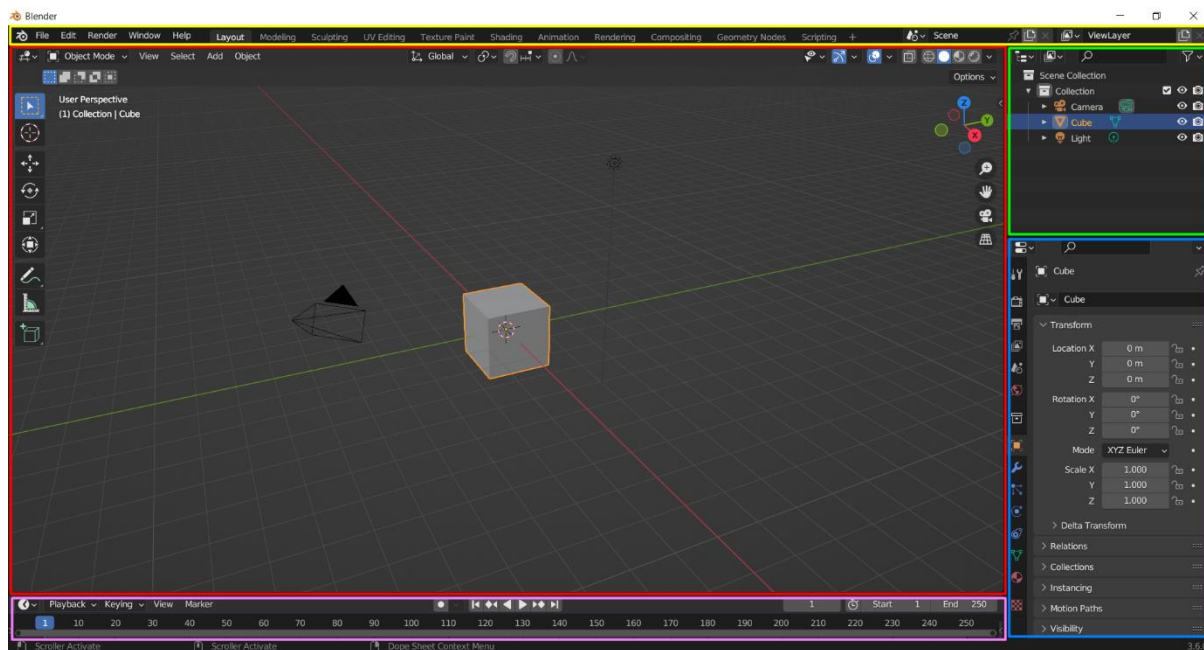 Blender
File Edit Render Window Help Layout Modeling Sculpting UV Editing Texture Paint Shading Animation Rendering Compositing Geometry Nodes Scripting + Scene ViewLayer
Object Mode View Select Add Object Global
Options
User Perspective
(1) Collection | Cube
Z
Y
X
Scene Collection
Collection
Camera
Cube
Light
Cube
Cube
Transform
Location X 0 m
Y 0 m
Z 0 m
Rotation X 0°
Y 0°
Z 0°
Mode XYZ Euler
Scale X 1.000
Y 1.000
Z 1.000
Delta Transform
Relations
Collections
Instancing
Motion Paths
Visibility
Playback Keying View Marker 1 Start 1 End 250
1 10 20 30 40 50 60 70 80 90 100 110 120 130 140 150 160 170 180 190 200 210 220 230 240 250
Scroller Activate Scroller Activate Dope Sheet Context Menu